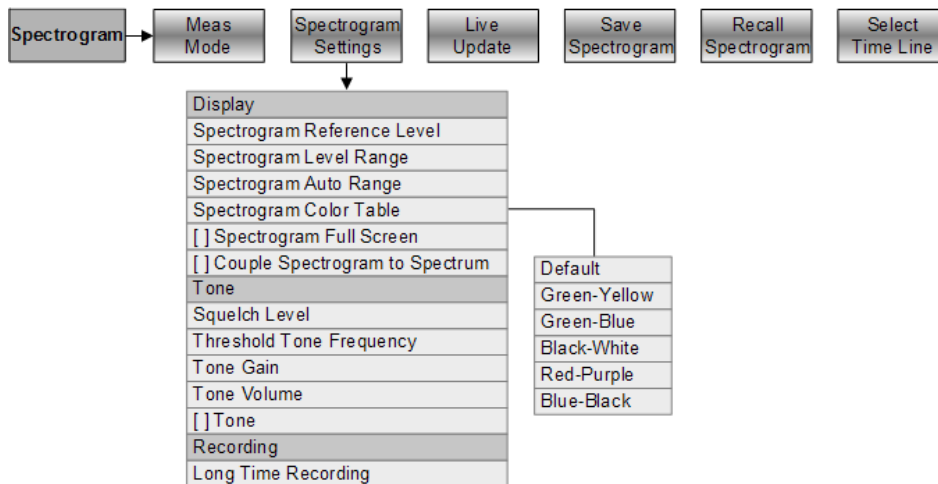 Spectrogram
Meas
Mode
Spectrogram
Settings
Live
Update
Save
Spectrogram
Recall
Spectrogram
Select
Time Line
Display
Spectrogram Reference Level
Spectrogram Level Range
Spectrogram Auto Range
Spectrogram Color Table
[ ] Spectrogram Full Screen
[ ] Couple Spectrogram to Spectrum
Tone
Squelch Level
Threshold Tone Frequency
Tone Gain
Tone Volume
[ ] Tone
Recording
Long Time Recording
Default
Green-Yellow
Green-Blue
Black-White
Red-Purple
Blue-Black